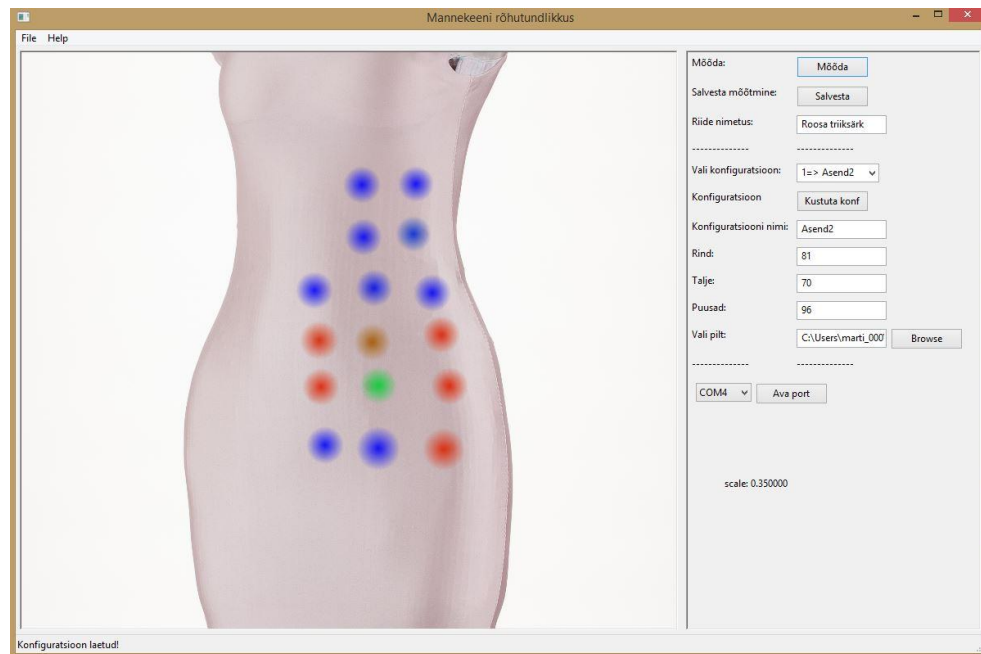 Mannekeeni rõhutundlikkus
File Help
Mõõda: Mõõda
Salvesta mõõtmine: Salvesta
Riide nimetus: Roosa triiksärk
-------------- --------------
Vali konfiguratsioon: 1=> Asend2
Konfiguratsioon Kustuta konf
Konfiguratsiooni nimi: Asend2
Rind: 81
Talje: 70
Puusad: 96
Vali pilt: C:\Users\marti_000\ Browse
-------------- --------------
COM4 Ava port
scale: 0.350000
Konfiguratsioon laetud!